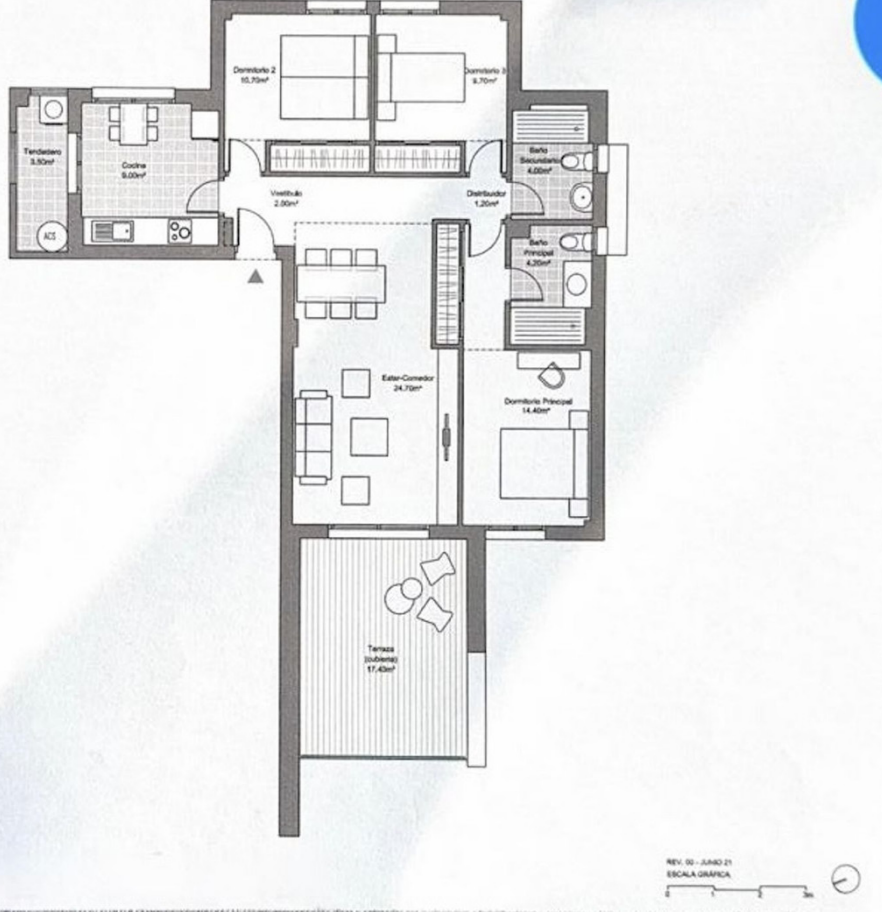 Dormitorio 2
10,70m²
Dormitorio 3
9,70m²
Tendedero
3,50m²
Cocina
9,00m²
Baño
Secundario
4,00m²
Vestíbulo
2,00m²
Distribuidor
1,20m²
ACS
Baño
Principal
4,20m²
Estar-Comedor
24,70m²
Dormitorio Principal
14,40m²
Terraza
(cubierta)
17,40m²
REV. 00 - JUNIO 21
ESCALA GRÁFICA
0 1 2 3m